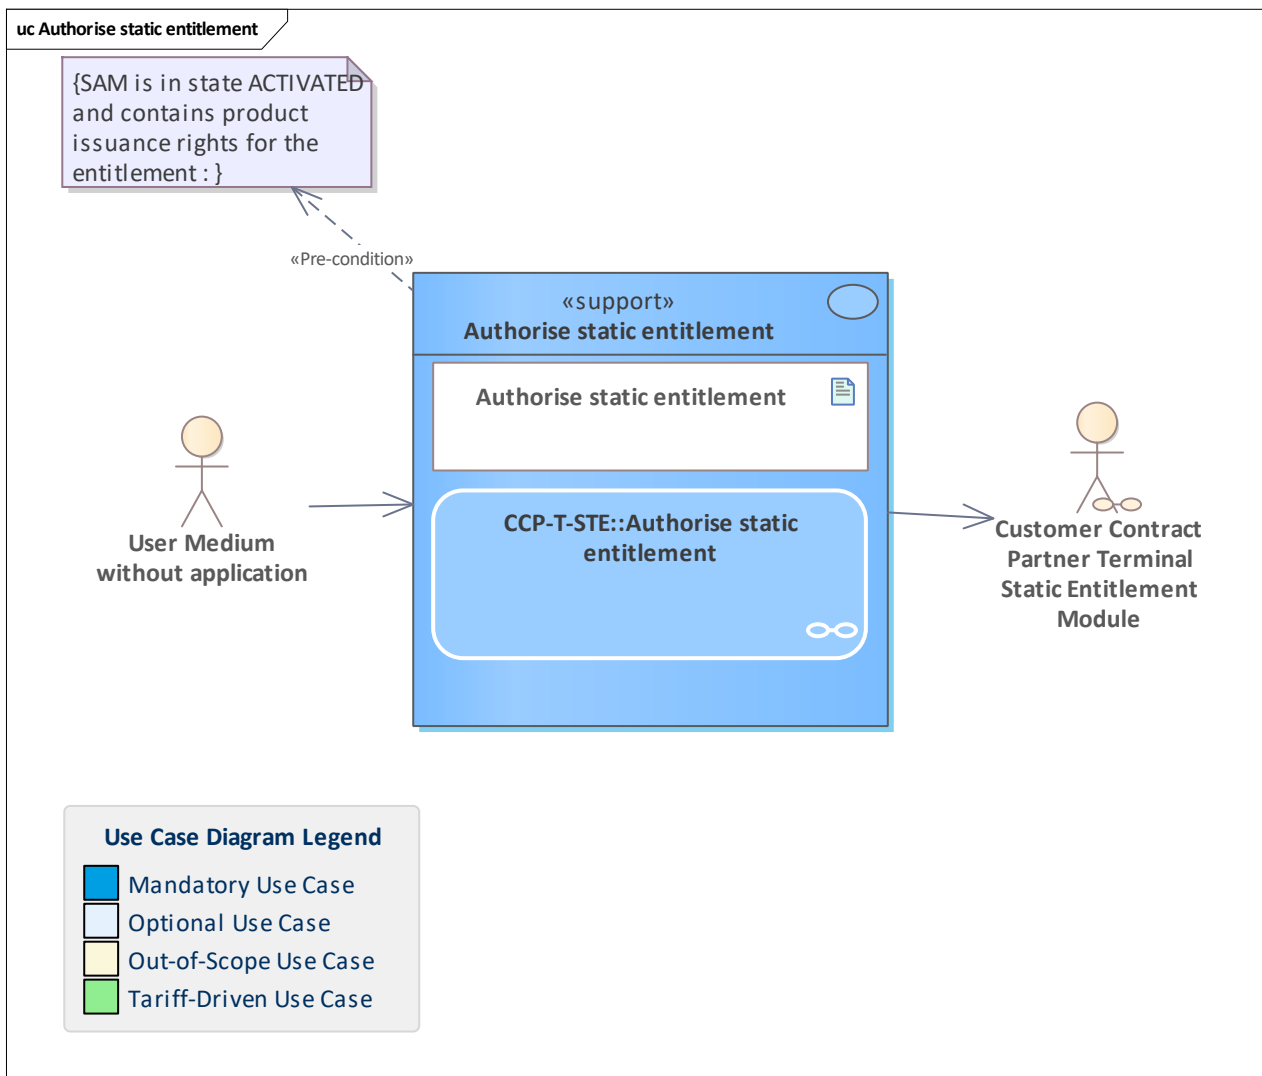 uc Authorise static entitlement
{SAM is in state ACTIVATED
and contains product
issuance rights for the
entitlement : }
«Pre-condition»
«support»
Authorise static entitlement
Authorise static entitlement
CCP-T-STE::Authorise static
entitlement
User Medium
without application
Customer Contract
Partner Terminal
Static Entitlement
Module
Use Case Diagram Legend
Mandatory Use Case
Optional Use Case
Out-of-Scope Use Case
Tariff-Driven Use Case